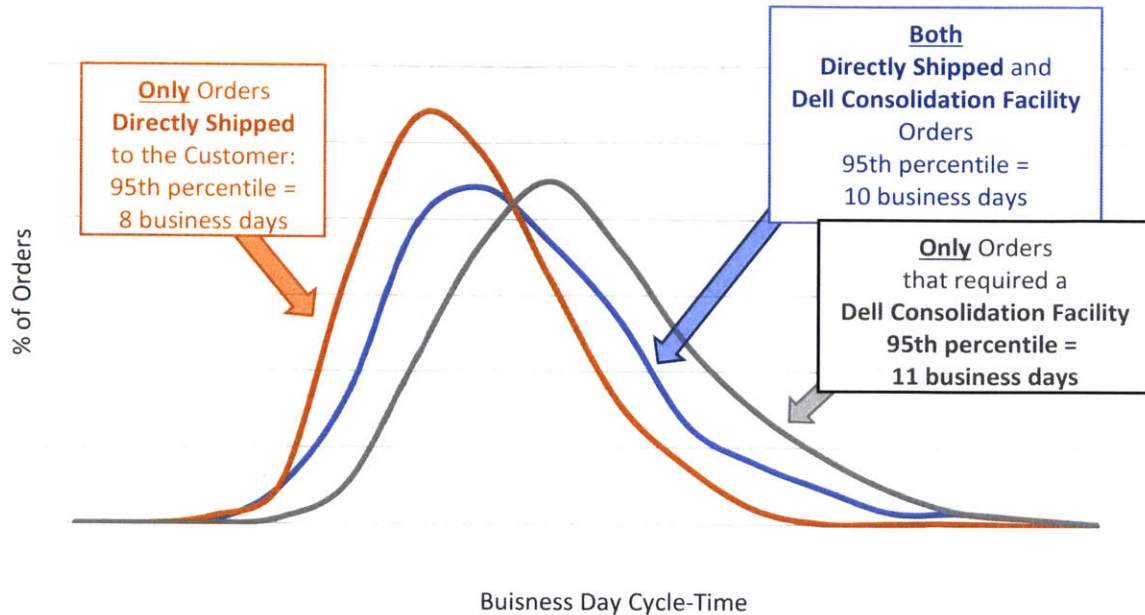 Only Orders
Directly Shipped
to the Customer:
95th percentile =
8 business days
Both
Directly Shipped and
Dell Consolidation Facility
Orders
95th percentile =
10 business days
Only Orders
that required a
Dell Consolidation Facility
95th percentile =
11 business days
% of Orders
Buisness Day Cycle-Time